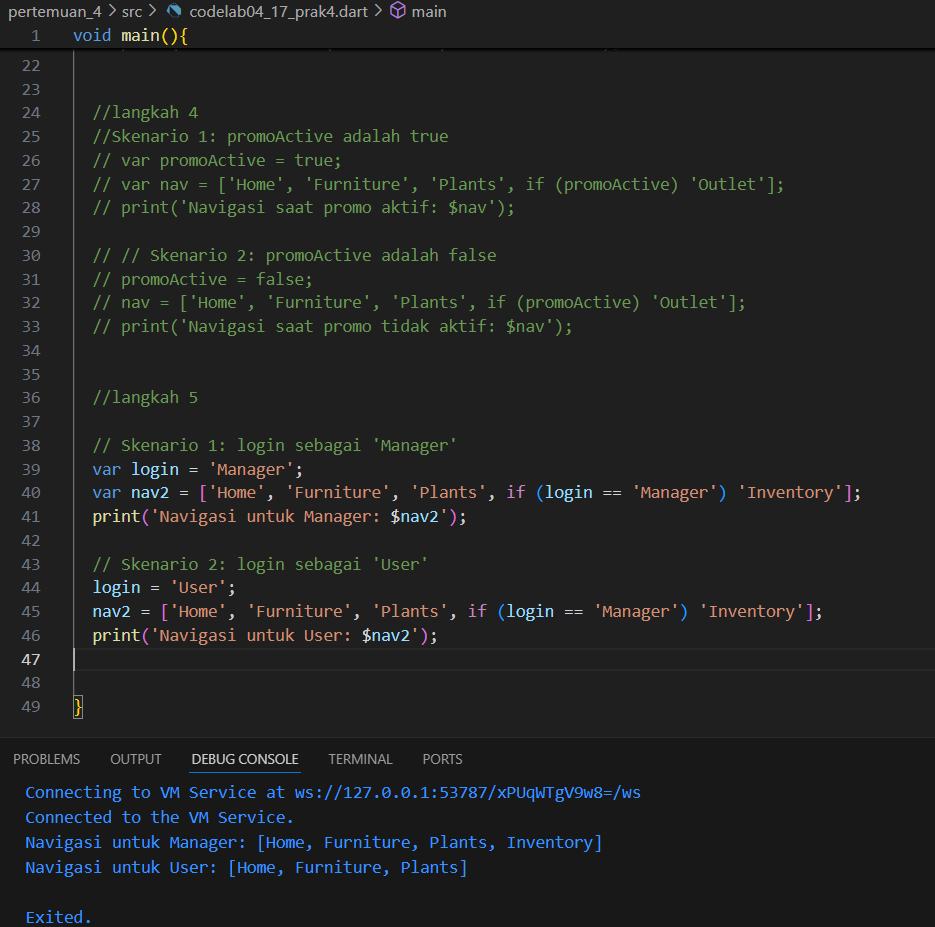 pertemuan_4 > src > codelab04_17_prak4.dart > main
1 void main(){
22
23
24 //langkah 4
25 //Skenario 1: promoActive adalah true
26 // var promoActive = true;
27 // var nav = ['Home', 'Furniture', 'Plants', if (promoActive) 'Outlet'];
28 // print('Navigasi saat promo aktif: $nav');
29
30 // // Skenario 2: promoActive adalah false
31 // promoActive = false;
32 // nav = ['Home', 'Furniture', 'Plants', if (promoActive) 'Outlet'];
33 // print('Navigasi saat promo tidak aktif: $nav');
34
35
36 //langkah 5
37
38 // Skenario 1: login sebagai 'Manager'
39 var login = 'Manager';
40 var nav2 = ['Home', 'Furniture', 'Plants', if (login == 'Manager') 'Inventory'];
41 print('Navigasi untuk Manager: $nav2');
42
43 // Skenario 2: login sebagai 'User'
44 login = 'User';
45 nav2 = ['Home', 'Furniture', 'Plants', if (login == 'Manager') 'Inventory'];
46 print('Navigasi untuk User: $nav2');
47
48
49 }
PROBLEMS OUTPUT DEBUG CONSOLE TERMINAL PORTS
Connecting to VM Service at ws://127.0.0.1:53787/xPUqWTgV9w8=/ws
Connected to the VM Service.
Navigasi untuk Manager: [Home, Furniture, Plants, Inventory]
Navigasi untuk User: [Home, Furniture, Plants]
Exited.